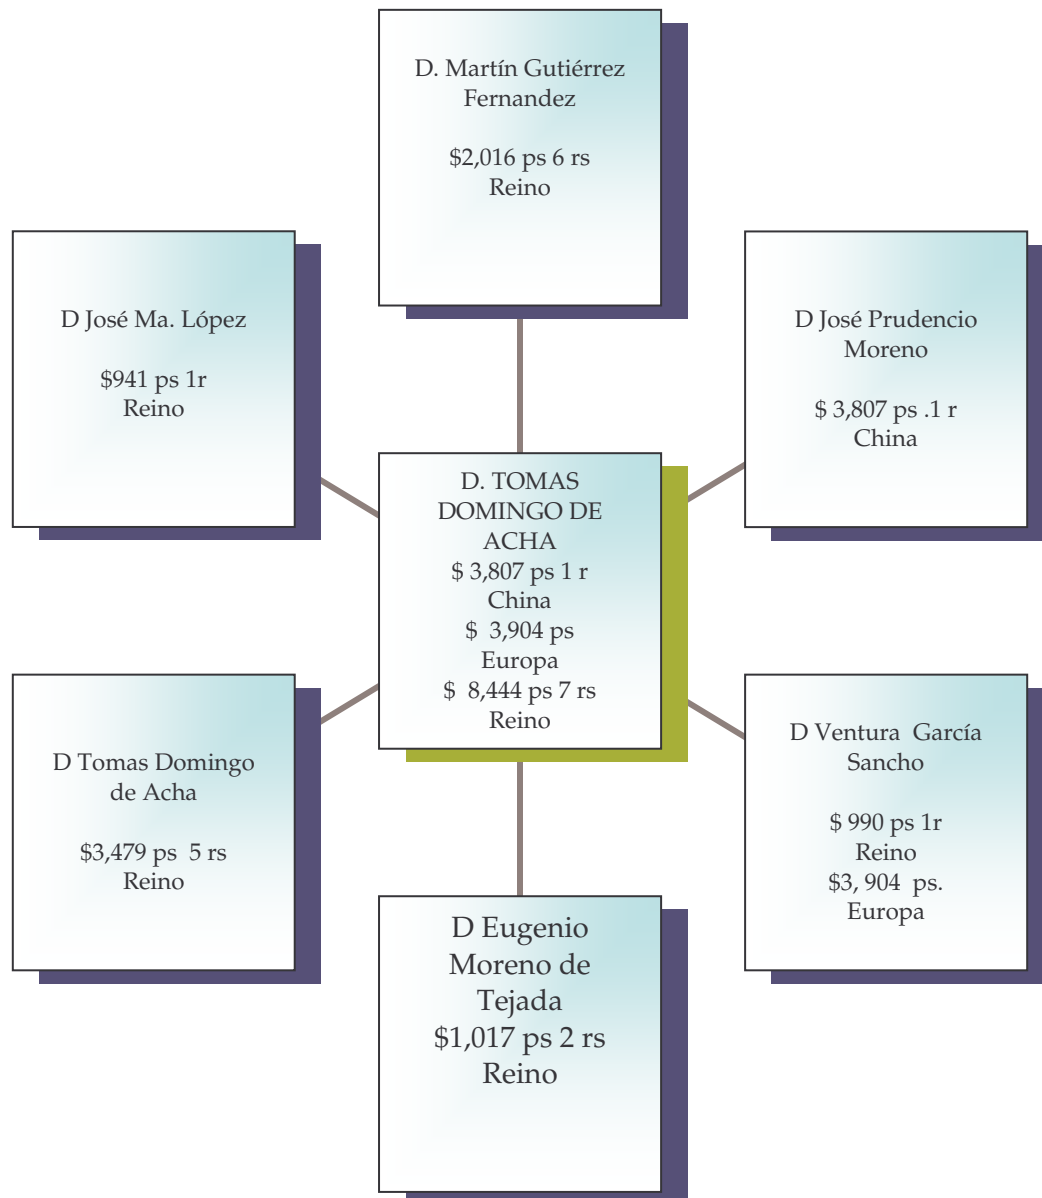 D. Martín Gutiérrez
Fernandez
$2,016 ps 6 rs
Reino
D José Ma. López
$941 ps 1r
Reino
D José Prudencio
Moreno
$ 3,807 ps .1 r
China
D. TOMAS
DOMINGO DE
ACHA
$ 3,807 ps 1 r
China
$  3,904 ps
Europa
$  8,444 ps 7 rs
Reino
D Tomas Domingo
de Acha
$3,479 ps  5 rs
Reino
D Ventura  García
Sancho
$ 990 ps 1r
Reino
$3, 904  ps.
Europa
D Eugenio
Moreno de
Tejada
$1,017 ps 2 rs
Reino